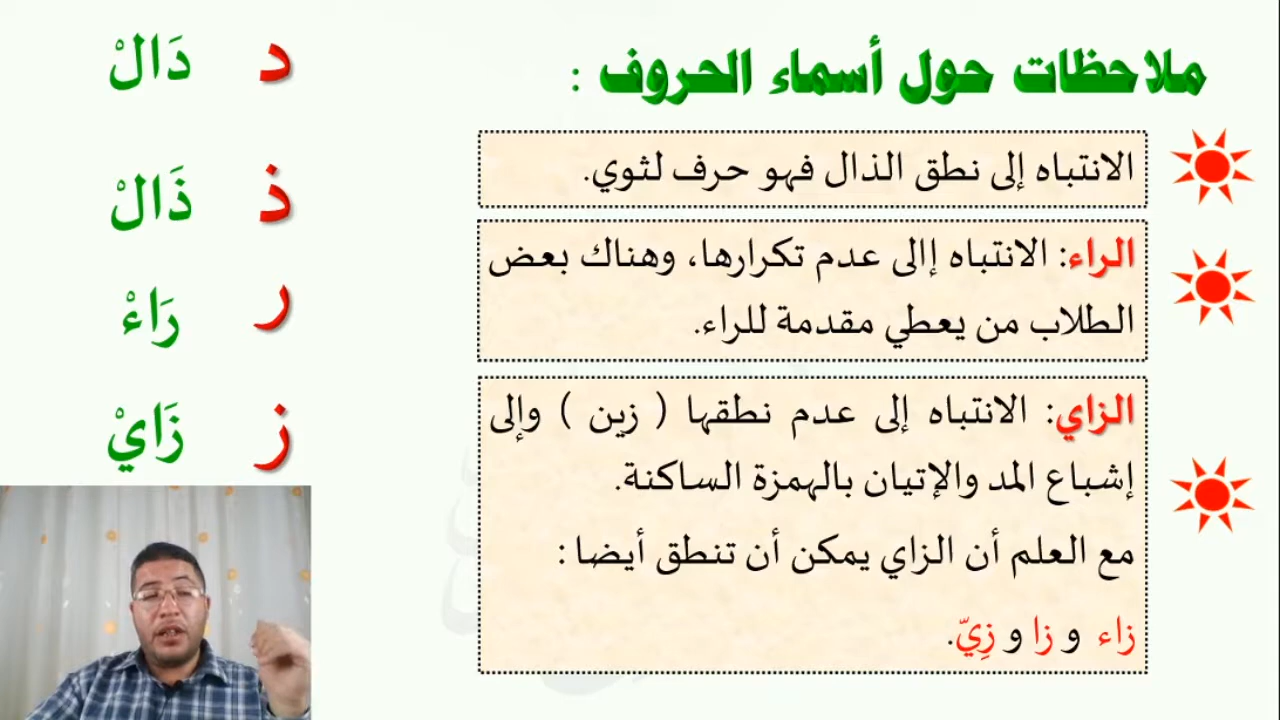 ملاحظات حول أسماء الحروف :
الانتباه إلى نطق الذال فهو حرف لثوي.
الراء: الانتباه إالى عدم تكرارها، وهناك بعض
الطلاب من يعطي مقدمة للراء.
الزاي: الانتباه إلى عدم نطقها ( زين ) وإلى
إشباع المد والإتيان بالهمزة الساكنة.
مع العلم أن الزاي يمكن أن تنطق أيضا :
زاء و زا و زِيّ.
د دَالْ
ذ ذَالْ
ر رَاءْ
ز زَايْ